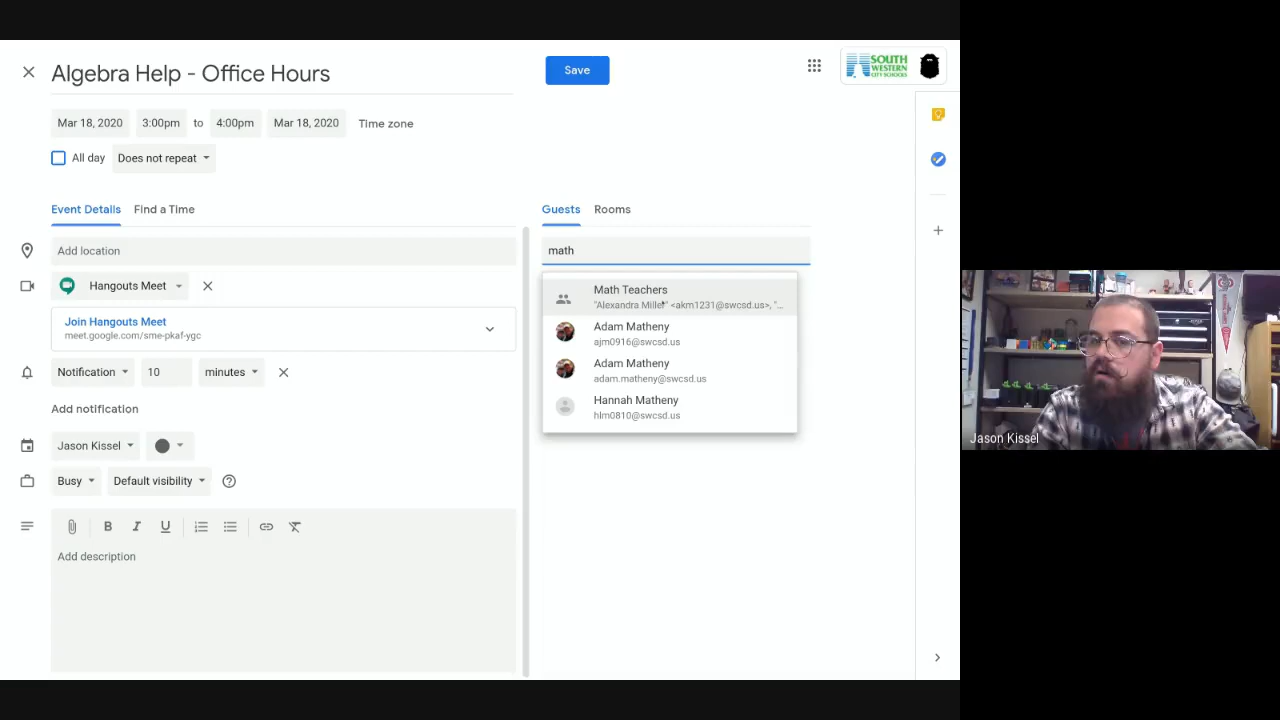 Algebra Help - Office Hours
Save
SOUTH
WESTERN
CITY SCHOOLS
Mar 18, 2020 3:00pm to 4:00pm Mar 18, 2020 Time zone
All day Does not repeat
Event Details Find a Time
Guests Rooms
Add location
math
Hangouts Meet
Join Hangouts Meet
meet.google.com/sme-pkaf-ygc
Notification 10 minutes
Add notification
Jason Kissel
Busy Default visibility
B I U
Add description
Math Teachers
"Alexandra Miller" <akm1231@swcsd.us>, "...
Adam Matheny
ajm0916@swcsd.us
Adam Matheny
adam.matheny@swcsd.us
Hannah Matheny
hlm0810@swcsd.us
Jason Kissel